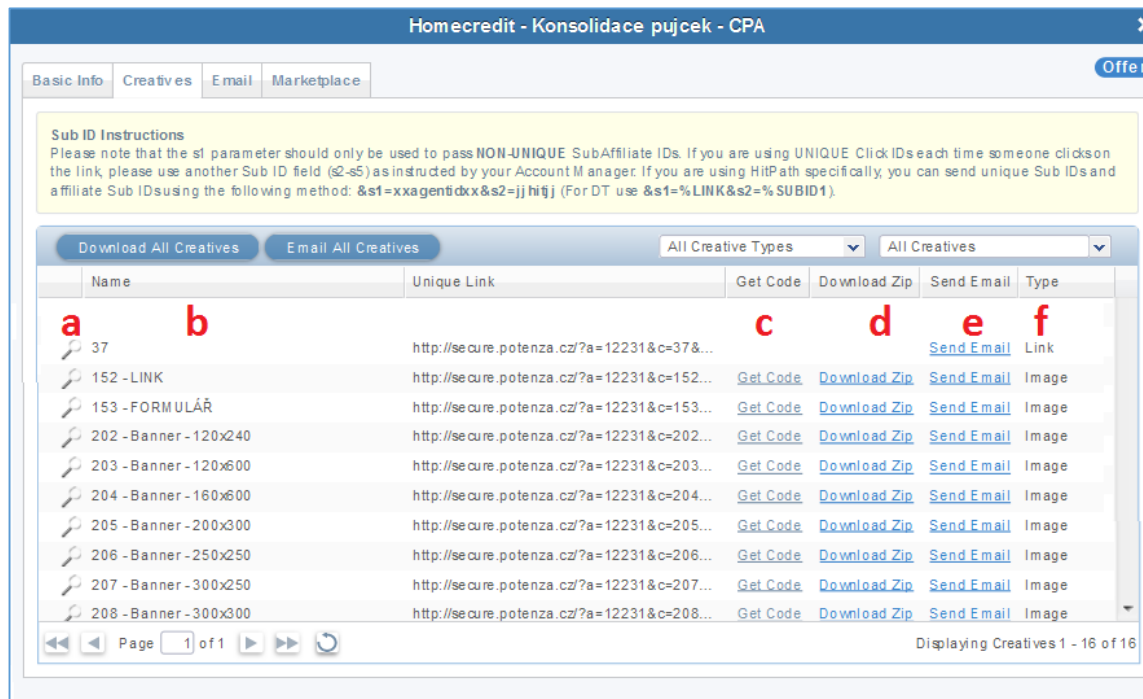 Homecredit - Konsolidace pujcek - CPA
Basic Info Creatives Email Marketplace
Sub ID Instructions
Please note that the s1 parameter should only be used to pass NON-UNIQUE SubAffiliate IDs. If you are using UNIQUE Click IDs each time someone clicks on
the link, please use another Sub ID field (s2-s5) as instructed by your Account Manager. If you are using HitPath specifically, you can send unique Sub IDs and
affiliate Sub IDs using the following method: &s1=xxagentidxx&s2=jjhitjj (For DT use &s1=%LINK&s2=%SUBID1).
Download All Creatives Email All Creatives All Creative Types All Creatives
Name Unique Link Get Code Download Zip Send Email Type
a b c d e f
37 http://secure.potenza.cz/?a=12231&c=37&... Send Email Link
152 - LINK http://secure.potenza.cz/?a=12231&c=152... Get Code Download Zip Send Email Image
153 - FORMULÁŘ http://secure.potenza.cz/?a=12231&c=153... Get Code Download Zip Send Email Image
202 - Banner - 120x240 http://secure.potenza.cz/?a=12231&c=202... Get Code Download Zip Send Email Image
203 - Banner - 120x600 http://secure.potenza.cz/?a=12231&c=203... Get Code Download Zip Send Email Image
204 - Banner - 160x600 http://secure.potenza.cz/?a=12231&c=204... Get Code Download Zip Send Email Image
205 - Banner - 200x300 http://secure.potenza.cz/?a=12231&c=205... Get Code Download Zip Send Email Image
206 - Banner - 250x250 http://secure.potenza.cz/?a=12231&c=206... Get Code Download Zip Send Email Image
207 - Banner - 300x250 http://secure.potenza.cz/?a=12231&c=207... Get Code Download Zip Send Email Image
208 - Banner - 300x300 http://secure.potenza.cz/?a=12231&c=208... Get Code Download Zip Send Email Image
Page 1 of 1 Displaying Creatives 1 - 16 of 16